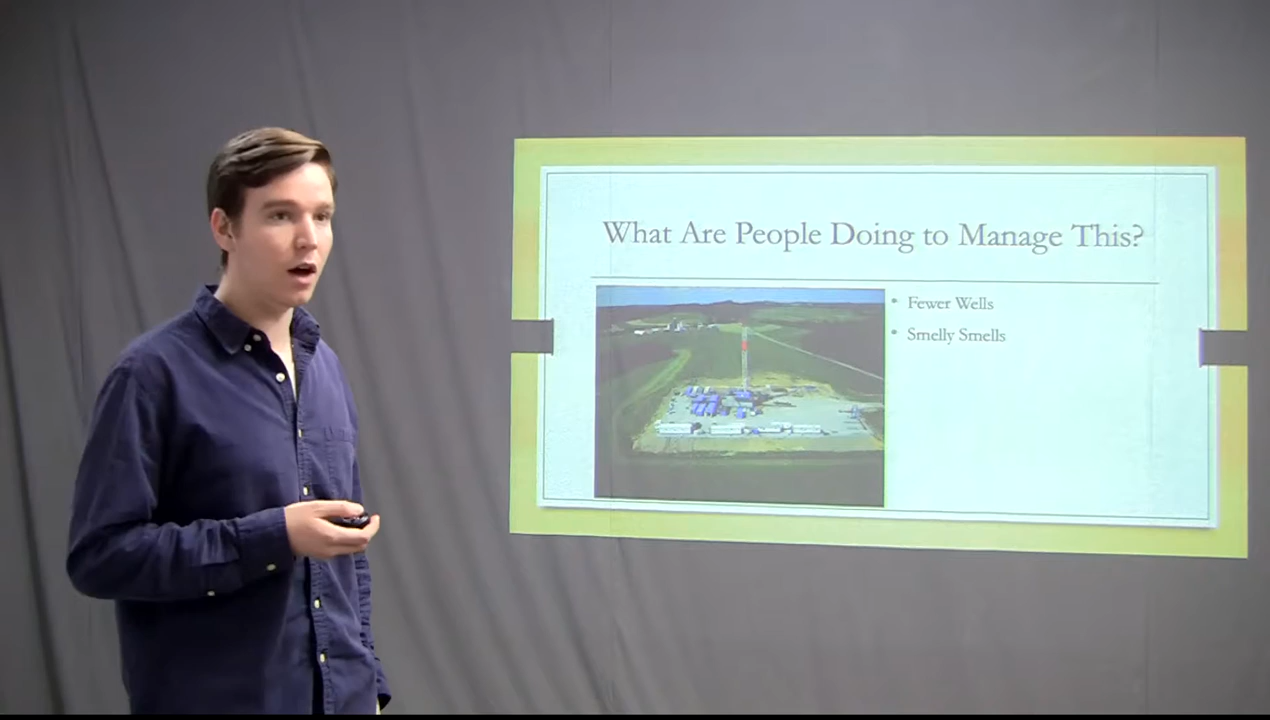 What Are People Doing to Manage This?
• Fewer Wells
• Smelly Smells